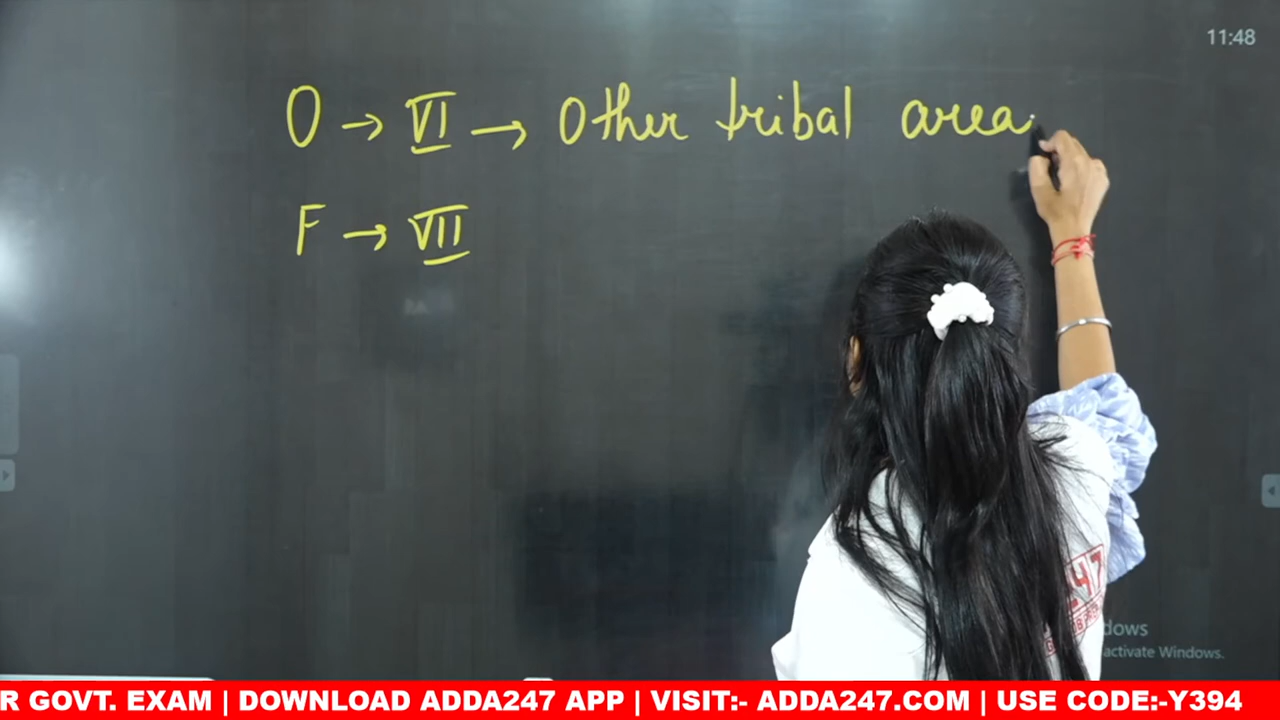 11:48
O → VI → Other tribal area
F → VII
247
dows
activate Windows.
R GOVT. EXAM | DOWNLOAD ADDA247 APP | VISIT:- ADDA247.COM | USE CODE:-Y394